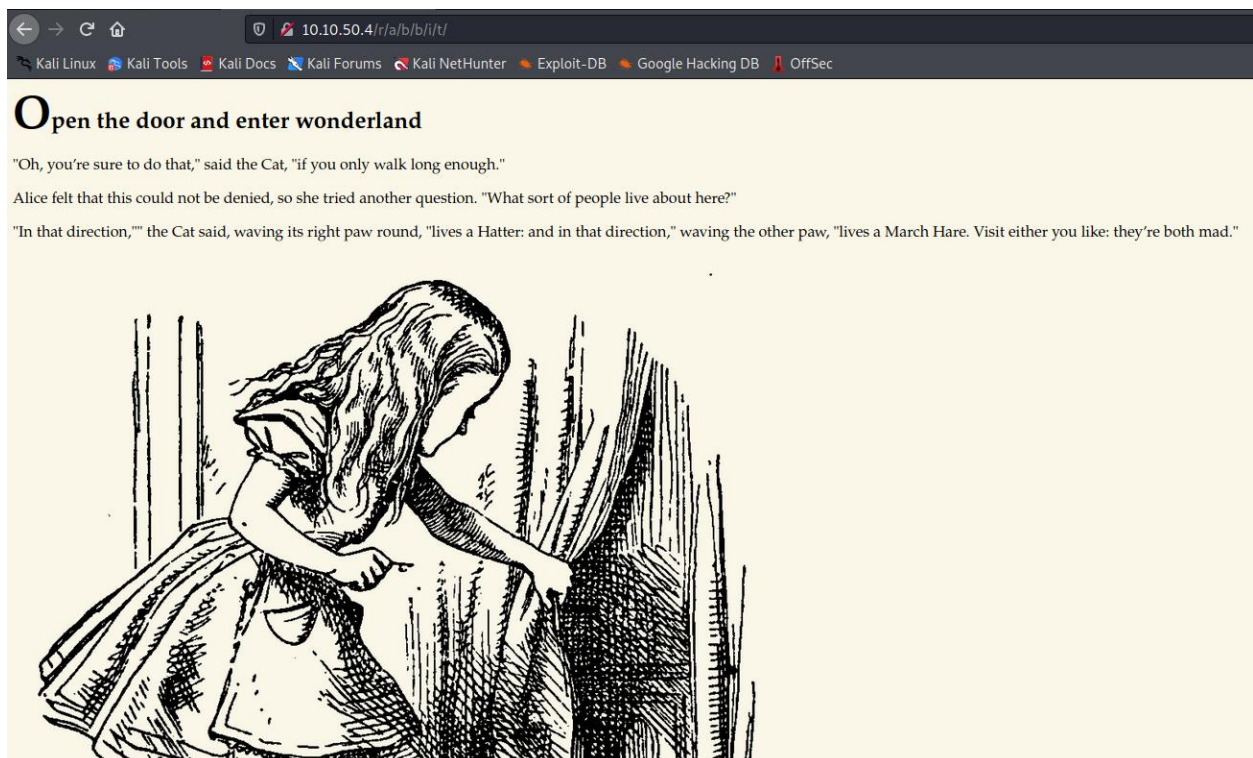 10.10.50.4/r/a/b/b/i/t/
Kali Linux Kali Tools Kali Docs Kali Forums Kali NetHunter Exploit-DB Google Hacking DB OffSec
Open the door and enter wonderland
"Oh, you’re sure to do that," said the Cat, "if you only walk long enough."
Alice felt that this could not be denied, so she tried another question. "What sort of people live about here?"
"In that direction,"" the Cat said, waving its right paw round, "lives a Hatter: and in that direction," waving the other paw, "lives a March Hare. Visit either you like: they’re both mad."